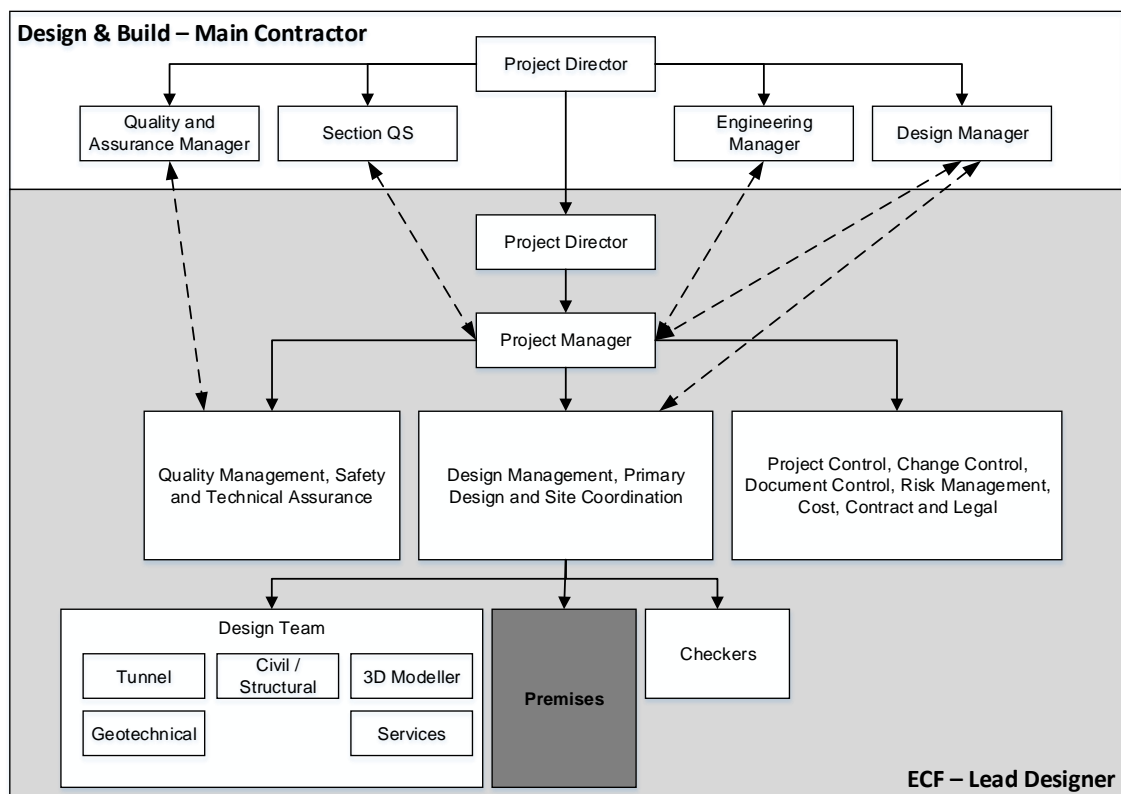 Design & Build – Main Contractor
Project Director
Quality and
Assurance Manager
Section QS
Engineering
Manager
Design Manager
Project Director
Project Manager
Quality Management, Safety
and Technical Assurance
Design Management, Primary
Design and Site Coordination
Project Control, Change Control,
Document Control, Risk Management,
Cost, Contract and Legal
Design Team
Tunnel
Civil /
Structural
3D Modeller
Geotechnical
Services
Premises
Checkers
ECF – Lead Designer